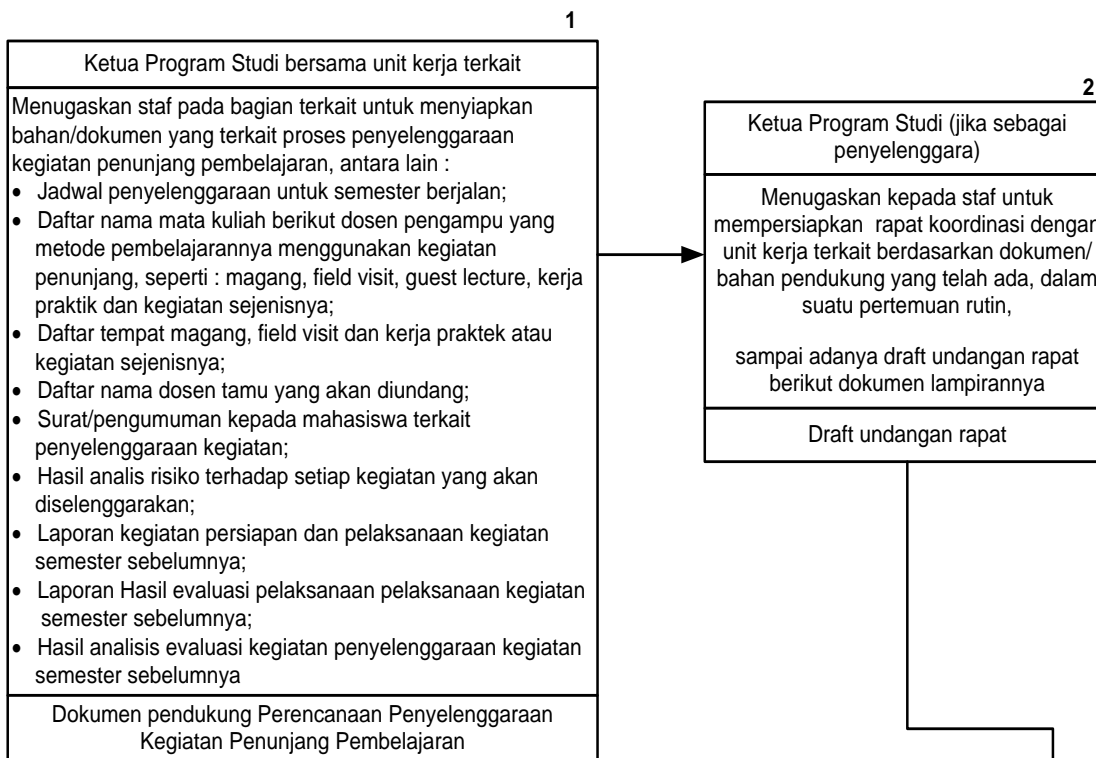 1
Ketua Program Studi bersama unit kerja terkait
Menugaskan staf pada bagian terkait untuk menyiapkan
bahan/dokumen yang terkait proses penyelenggaraan
kegiatan penunjang pembelajaran, antara lain :
• Jadwal penyelenggaraan untuk semester berjalan;
• Daftar nama mata kuliah berikut dosen pengampu yang
metode pembelajarannya menggunakan kegiatan
penunjang, seperti : magang, field visit, guest lecture, kerja
praktik dan kegiatan sejenisnya;
• Daftar tempat magang, field visit dan kerja praktek atau
kegiatan sejenisnya;
• Daftar nama dosen tamu yang akan diundang;
• Surat/pengumuman kepada mahasiswa terkait
penyelenggaraan kegiatan;
• Hasil analis risiko terhadap setiap kegiatan yang akan
diselenggarakan;
• Laporan kegiatan persiapan dan pelaksanaan kegiatan
semester sebelumnya;
• Laporan Hasil evaluasi pelaksanaan pelaksanaan kegiatan
semester sebelumnya;
• Hasil analisis evaluasi kegiatan penyelenggaraan kegiatan
semester sebelumnya
Dokumen pendukung Perencanaan Penyelenggaraan
Kegiatan Penunjang Pembelajaran
2
Ketua Program Studi (jika sebagai
penyelenggara)
Menugaskan kepada staf untuk
mempersiapkan rapat koordinasi dengan
unit kerja terkait berdasarkan dokumen/
bahan pendukung yang telah ada, dalam
suatu pertemuan rutin,
sampai adanya draft undangan rapat
berikut dokumen lampirannya
Draft undangan rapat